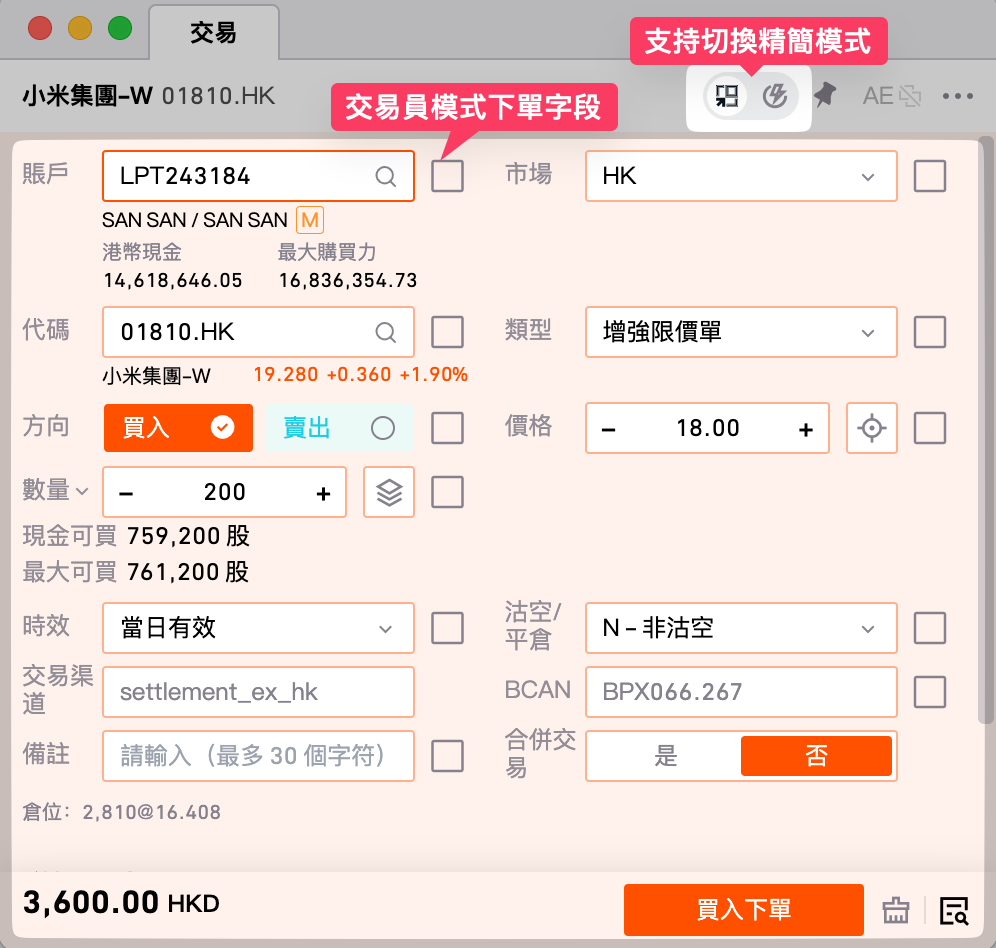 交易
支持切換精簡模式
小米集團-W 01810.HK
AE
交易員模式下單字段
賬戶 LPT243184
市場 HK
SAN SAN / SAN SAN M
港幣現金 最大購買力
14,618,646.05 16,836,354.73
代碼 01810.HK
類型 增強限價單
小米集團-W 19.280 +0.360 +1.90%
方向 買入 賣出
價格 - 18.00 +
數量 - 200 +
現金可買 759,200 股
最大可買 761,200 股
時效 當日有效
沽空/
平倉
N - 非沽空
交易渠
道
settlement_ex_hk
BCAN BPX066.267
備註 請輸入（最多 30 個字符）
合併交
易
是 否
倉位: 2,810@16.408
3,600.00 HKD
買入下單